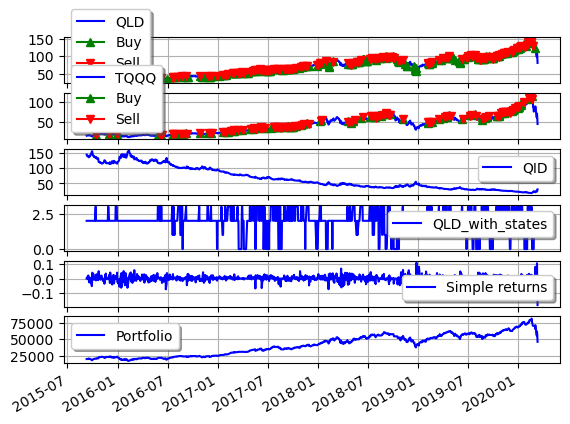 QLD
Buy
Sell
150
100
50
TQQQ
Buy
Sell
100
50
150
100
50
QID
2.5
0.0
QLD_with_states
0.1
0.0
−0.1
Simple returns
75000
50000
25000
Portfolio
2015-07
2016-01
2016-07
2017-01
2017-07
2018-01
2018-07
2019-01
2019-07
2020-01